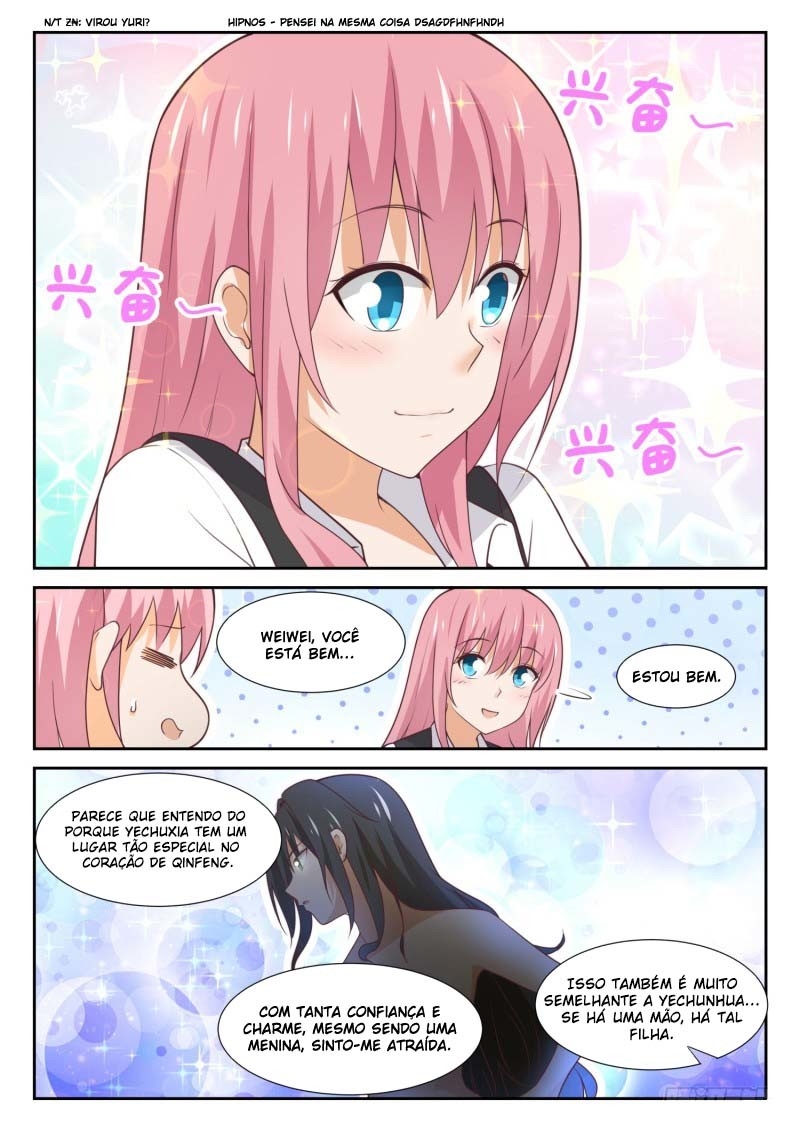 N/T ZN: VIROU YURI? HIPNOS - PENSEI NA MESMA COISA DSAGDFHNFHNDH
兴奋~
兴奋~
兴奋~
WEIWEI, VOCÊ
ESTÁ BEM...
ESTOU BEM.
PARECE QUE ENTENDO DO
PORQUE YECHUXIA TEM UM
LUGAR TÃO ESPECIAL NO
CORAÇÃO DE QINFENG.
COM TANTA CONFIANÇA E
CHARME, MESMO SENDO UMA
MENINA, SINTO-ME ATRAÍDA.
ISSO TAMBÉM É MUITO
SEMELHANTE A YECHUNHUA...
SE HÁ UMA MÃO, HÁ TAL
FILHA.